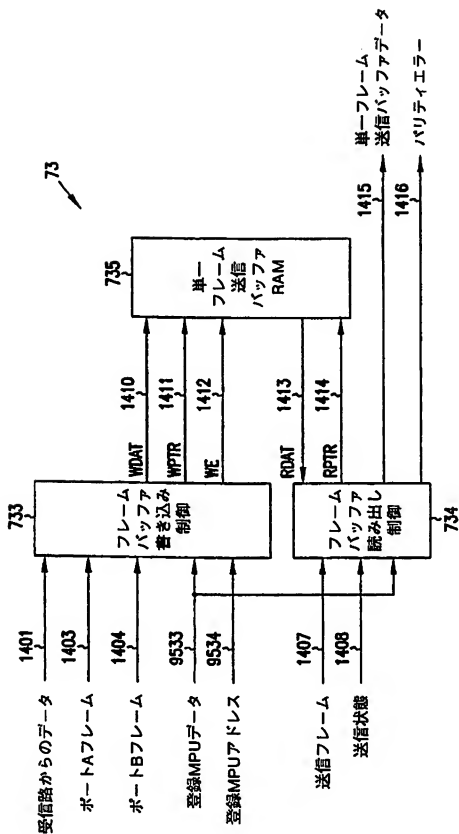 73
受信路からのデータ
1401
ポートAフレーム
1403
ポートBフレーム
1404
登録MPUデータ
9533
登録MPUアドレス
9534
733
フレーム
バッファ
書き込み
制御
WDAT
1410
WPTR
1411
WE
1412
735
単一
フレーム
送信
バッファ
RAM
送信フレーム
1407
送信状態
1408
フレーム
バッファ
読み出し
制御
734
RDAT
1413
RPTR
1414
1415
単一フレーム
送信バッファデータ
1416
パリティエラー